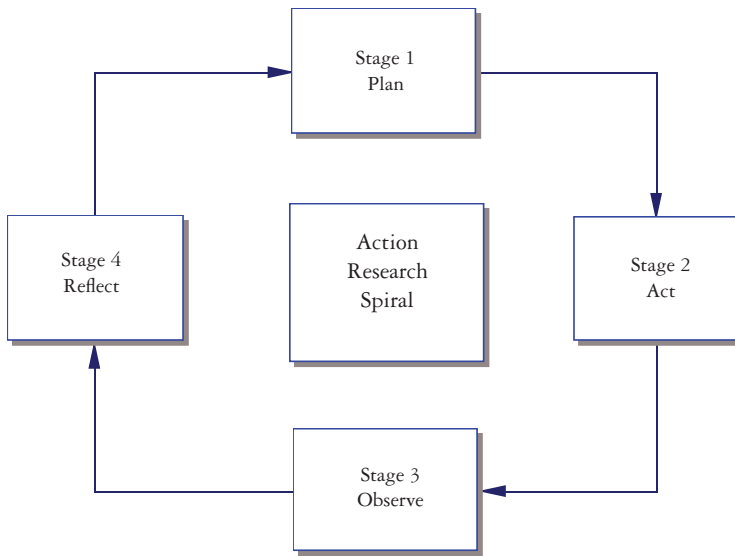 Stage 1
Plan
Action
Research
Spiral
Stage 4
Reflect
Stage 2
Act
Stage 3
Observe